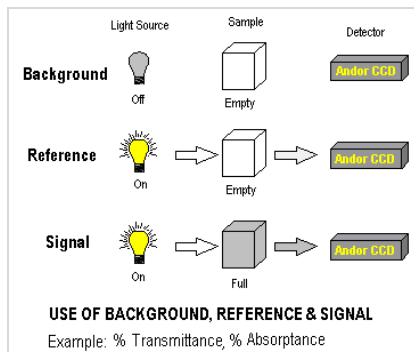 Light Source Sample Detector
Background Andor CCD
Off Empty
Reference Andor CCD
On Empty
Signal Andor CCD
On Full
USE OF BACKGROUND, REFERENCE & SIGNAL
Example: % Transmittance, % Absorptance